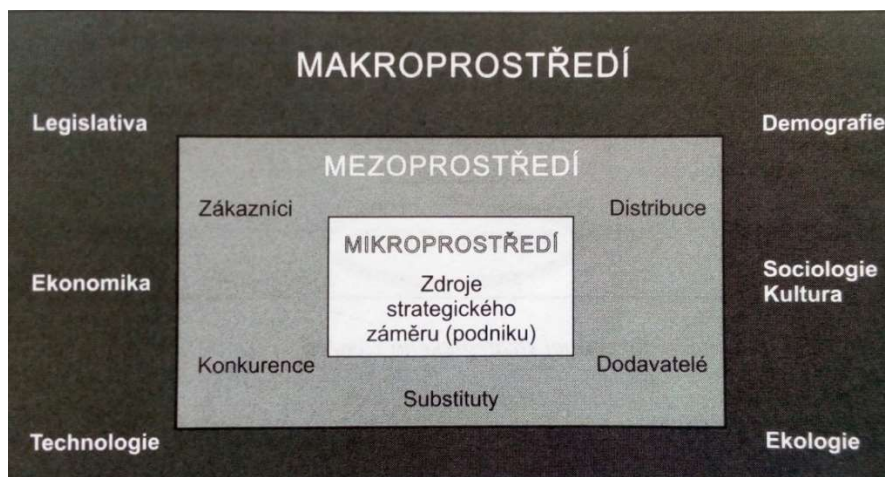 MAKROPROSTŘEDÍ
Legislativa
Demografie
MEZOPROSTŘEDÍ
Zákazníci
Distribuce
MIKROPROSTŘEDÍ
Ekonomika
Zdroje
strategického
záměru (podniku)
Sociologie
Kultura
Konkurence
Dodavatelé
Substituty
Technologie
Ekologie